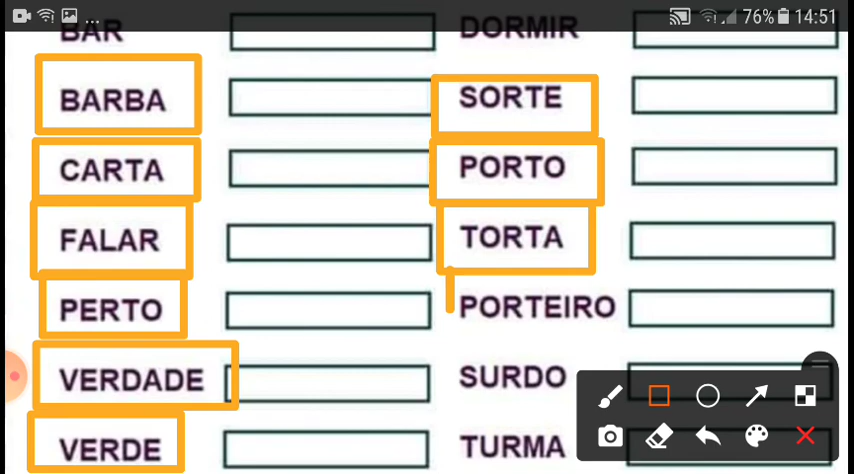 ... 76% 14:51
BAR DORMIR
BARBA SORTE
CARTA PORTO
FALAR TORTA
PERTO PORTEIRO
VERDADE SURDO
VERDE TURMA